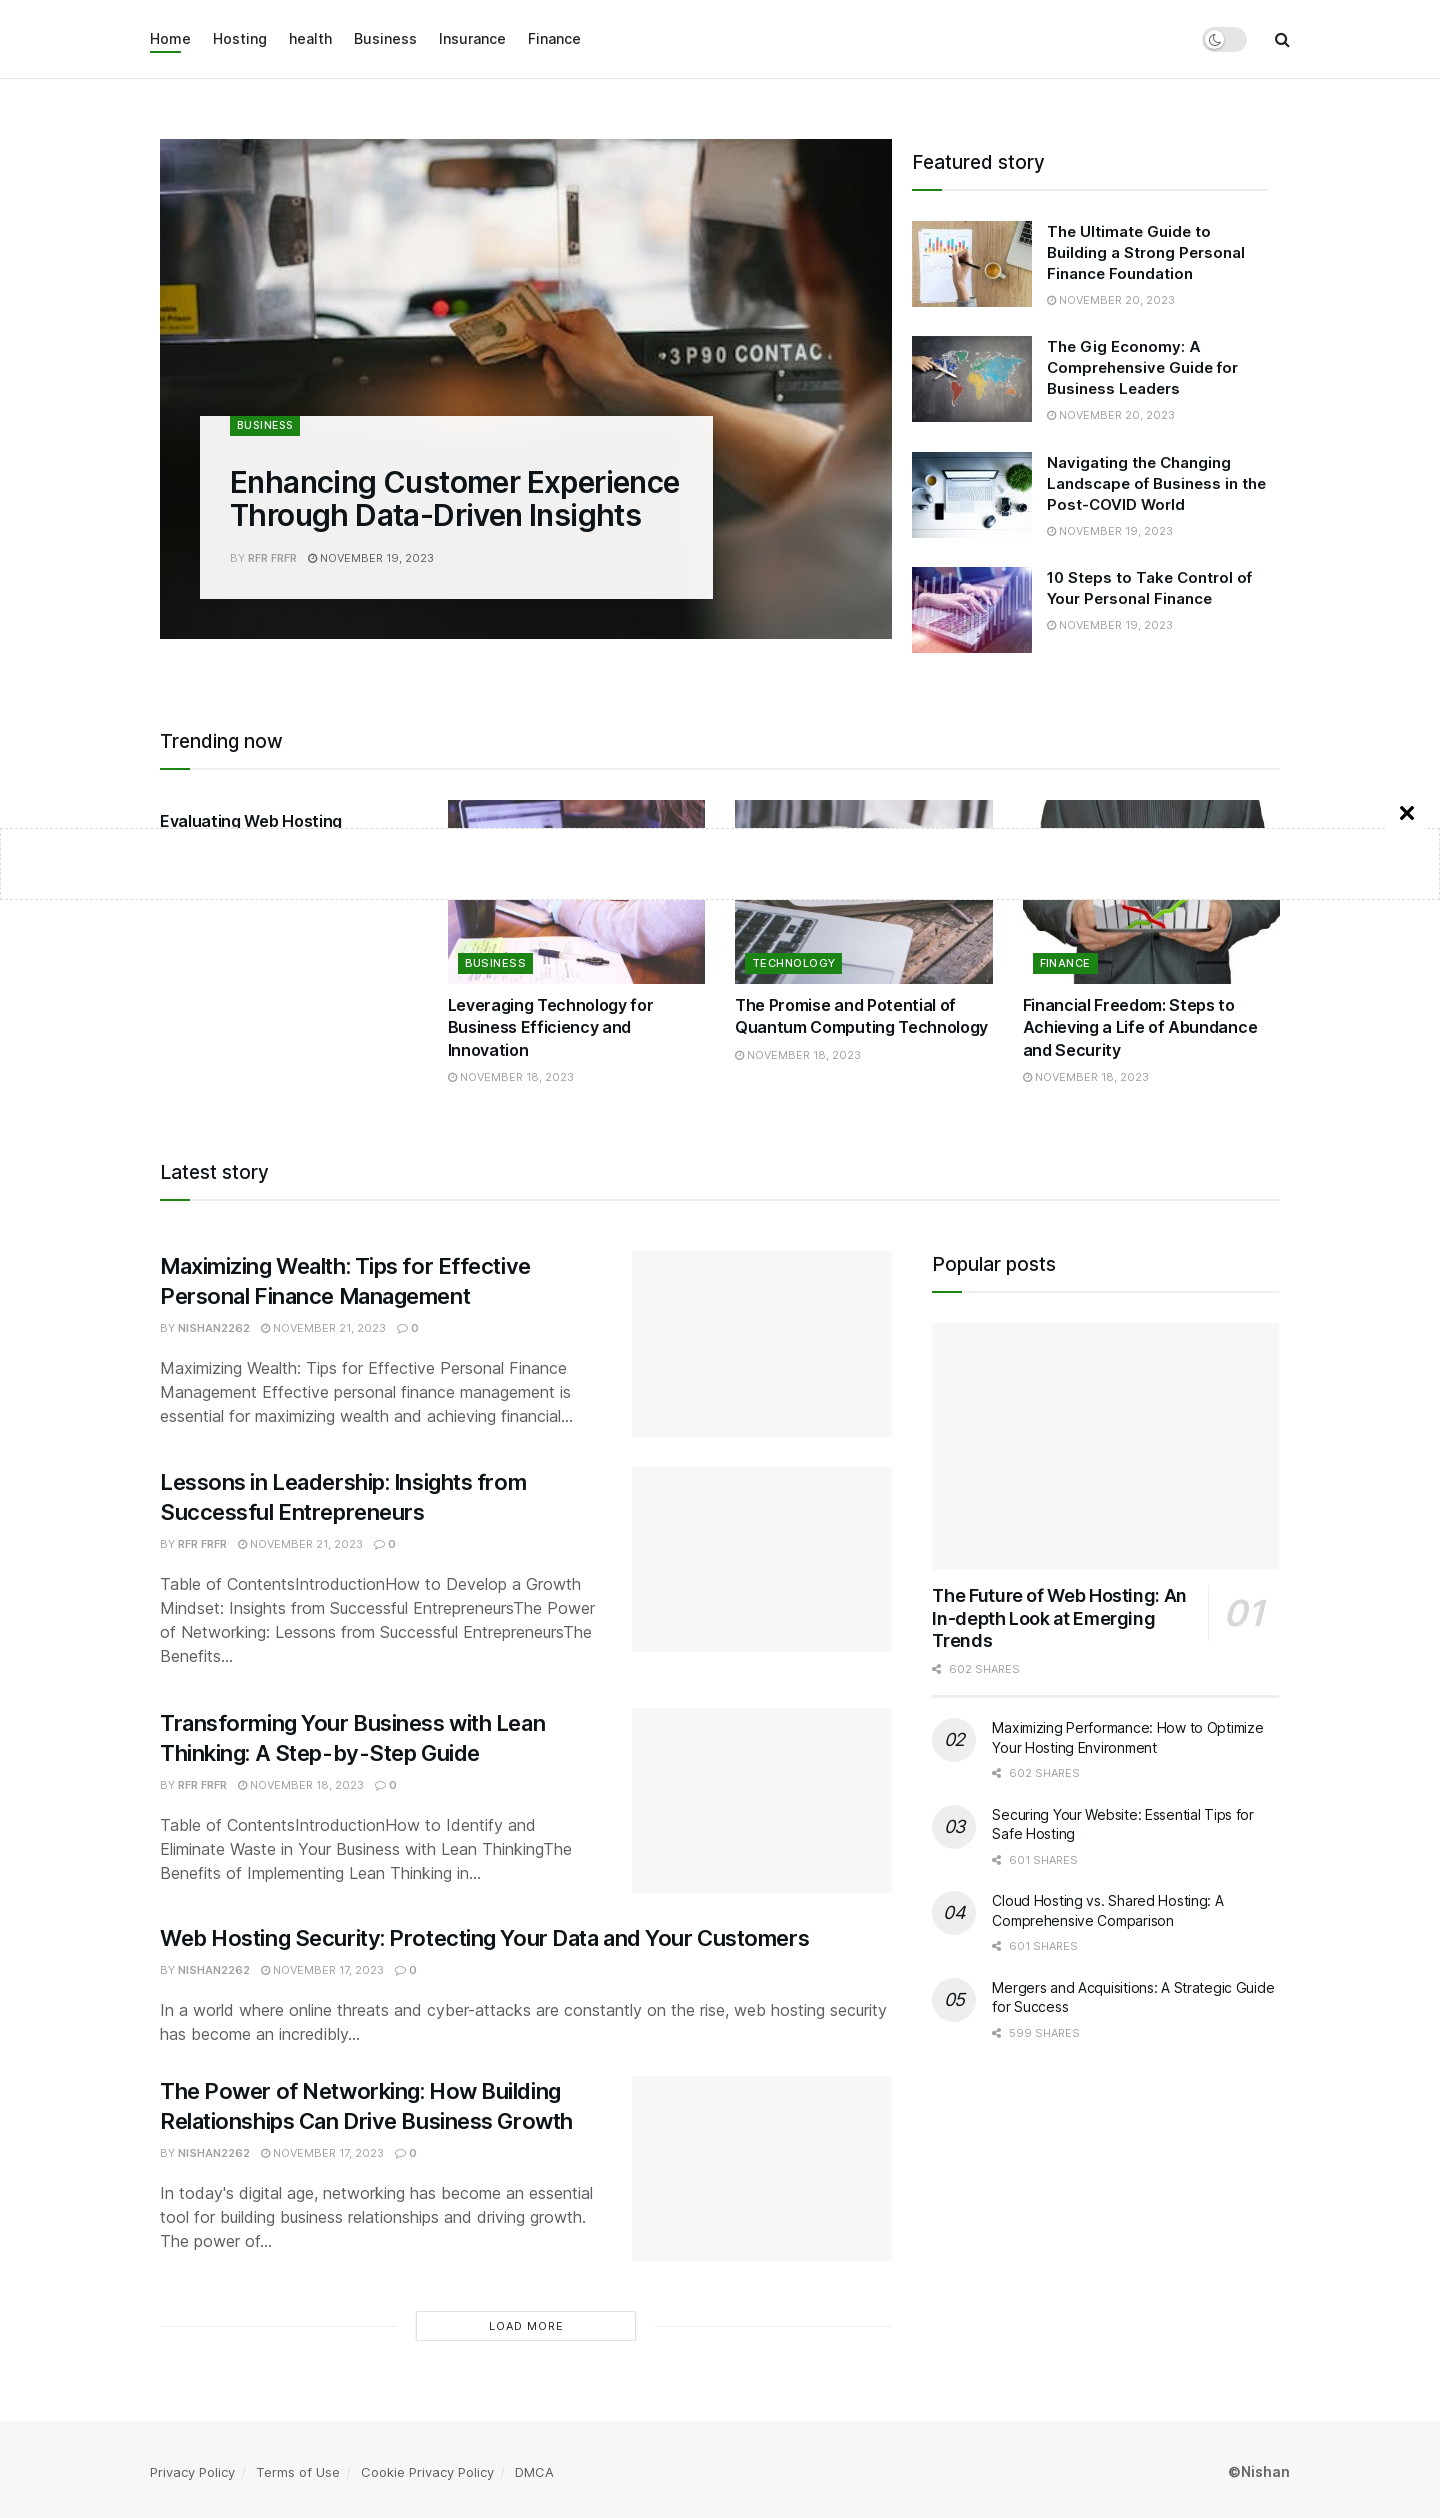 Home Hosting health Business Insurance Finance
3P90 CONTACT
BUSINESS
Enhancing Customer Experience
Through Data-Driven Insights
BY RFR FRFR NOVEMBER 19, 2023
Featured story
The Ultimate Guide to
Building a Strong Personal
Finance Foundation
NOVEMBER 20, 2023
The Gig Economy: A
Comprehensive Guide for
Business Leaders
NOVEMBER 20, 2023
Navigating the Changing
Landscape of Business in the
Post-COVID World
NOVEMBER 19, 2023
10 Steps to Take Control of
Your Personal Finance
NOVEMBER 19, 2023
Trending now
Evaluating Web Hosting
BUSINESS
Leveraging Technology for
Business Efficiency and
Innovation
NOVEMBER 18, 2023
TECHNOLOGY
The Promise and Potential of
Quantum Computing Technology
NOVEMBER 18, 2023
FINANCE
Financial Freedom: Steps to
Achieving a Life of Abundance
and Security
NOVEMBER 18, 2023
Latest story
Maximizing Wealth: Tips for Effective
Personal Finance Management
BY NISHAN2262 NOVEMBER 21, 2023 0
Maximizing Wealth: Tips for Effective Personal Finance
Management Effective personal finance management is
essential for maximizing wealth and achieving financial...
Lessons in Leadership: Insights from
Successful Entrepreneurs
BY RFR FRFR NOVEMBER 21, 2023 0
Table of ContentsIntroductionHow to Develop a Growth
Mindset: Insights from Successful EntrepreneursThe Power
of Networking: Lessons from Successful EntrepreneursThe
Benefits...
Transforming Your Business with Lean
Thinking: A Step-by-Step Guide
BY RFR FRFR NOVEMBER 18, 2023 0
Table of ContentsIntroductionHow to Identify and
Eliminate Waste in Your Business with Lean ThinkingThe
Benefits of Implementing Lean Thinking in...
Web Hosting Security: Protecting Your Data and Your Customers
BY NISHAN2262 NOVEMBER 17, 2023 0
In a world where online threats and cyber-attacks are constantly on the rise, web hosting security
has become an incredibly...
The Power of Networking: How Building
Relationships Can Drive Business Growth
BY NISHAN2262 NOVEMBER 17, 2023 0
In today's digital age, networking has become an essential
tool for building business relationships and driving growth.
The power of...
LOAD MORE
Popular posts
The Future of Web Hosting: An
In-depth Look at Emerging
Trends
01
602 SHARES
02
Maximizing Performance: How to Optimize
Your Hosting Environment
602 SHARES
03
Securing Your Website: Essential Tips for
Safe Hosting
601 SHARES
04
Cloud Hosting vs. Shared Hosting: A
Comprehensive Comparison
601 SHARES
05
Mergers and Acquisitions: A Strategic Guide
for Success
599 SHARES
Privacy Policy / Terms of Use / Cookie Privacy Policy / DMCA
©Nishan